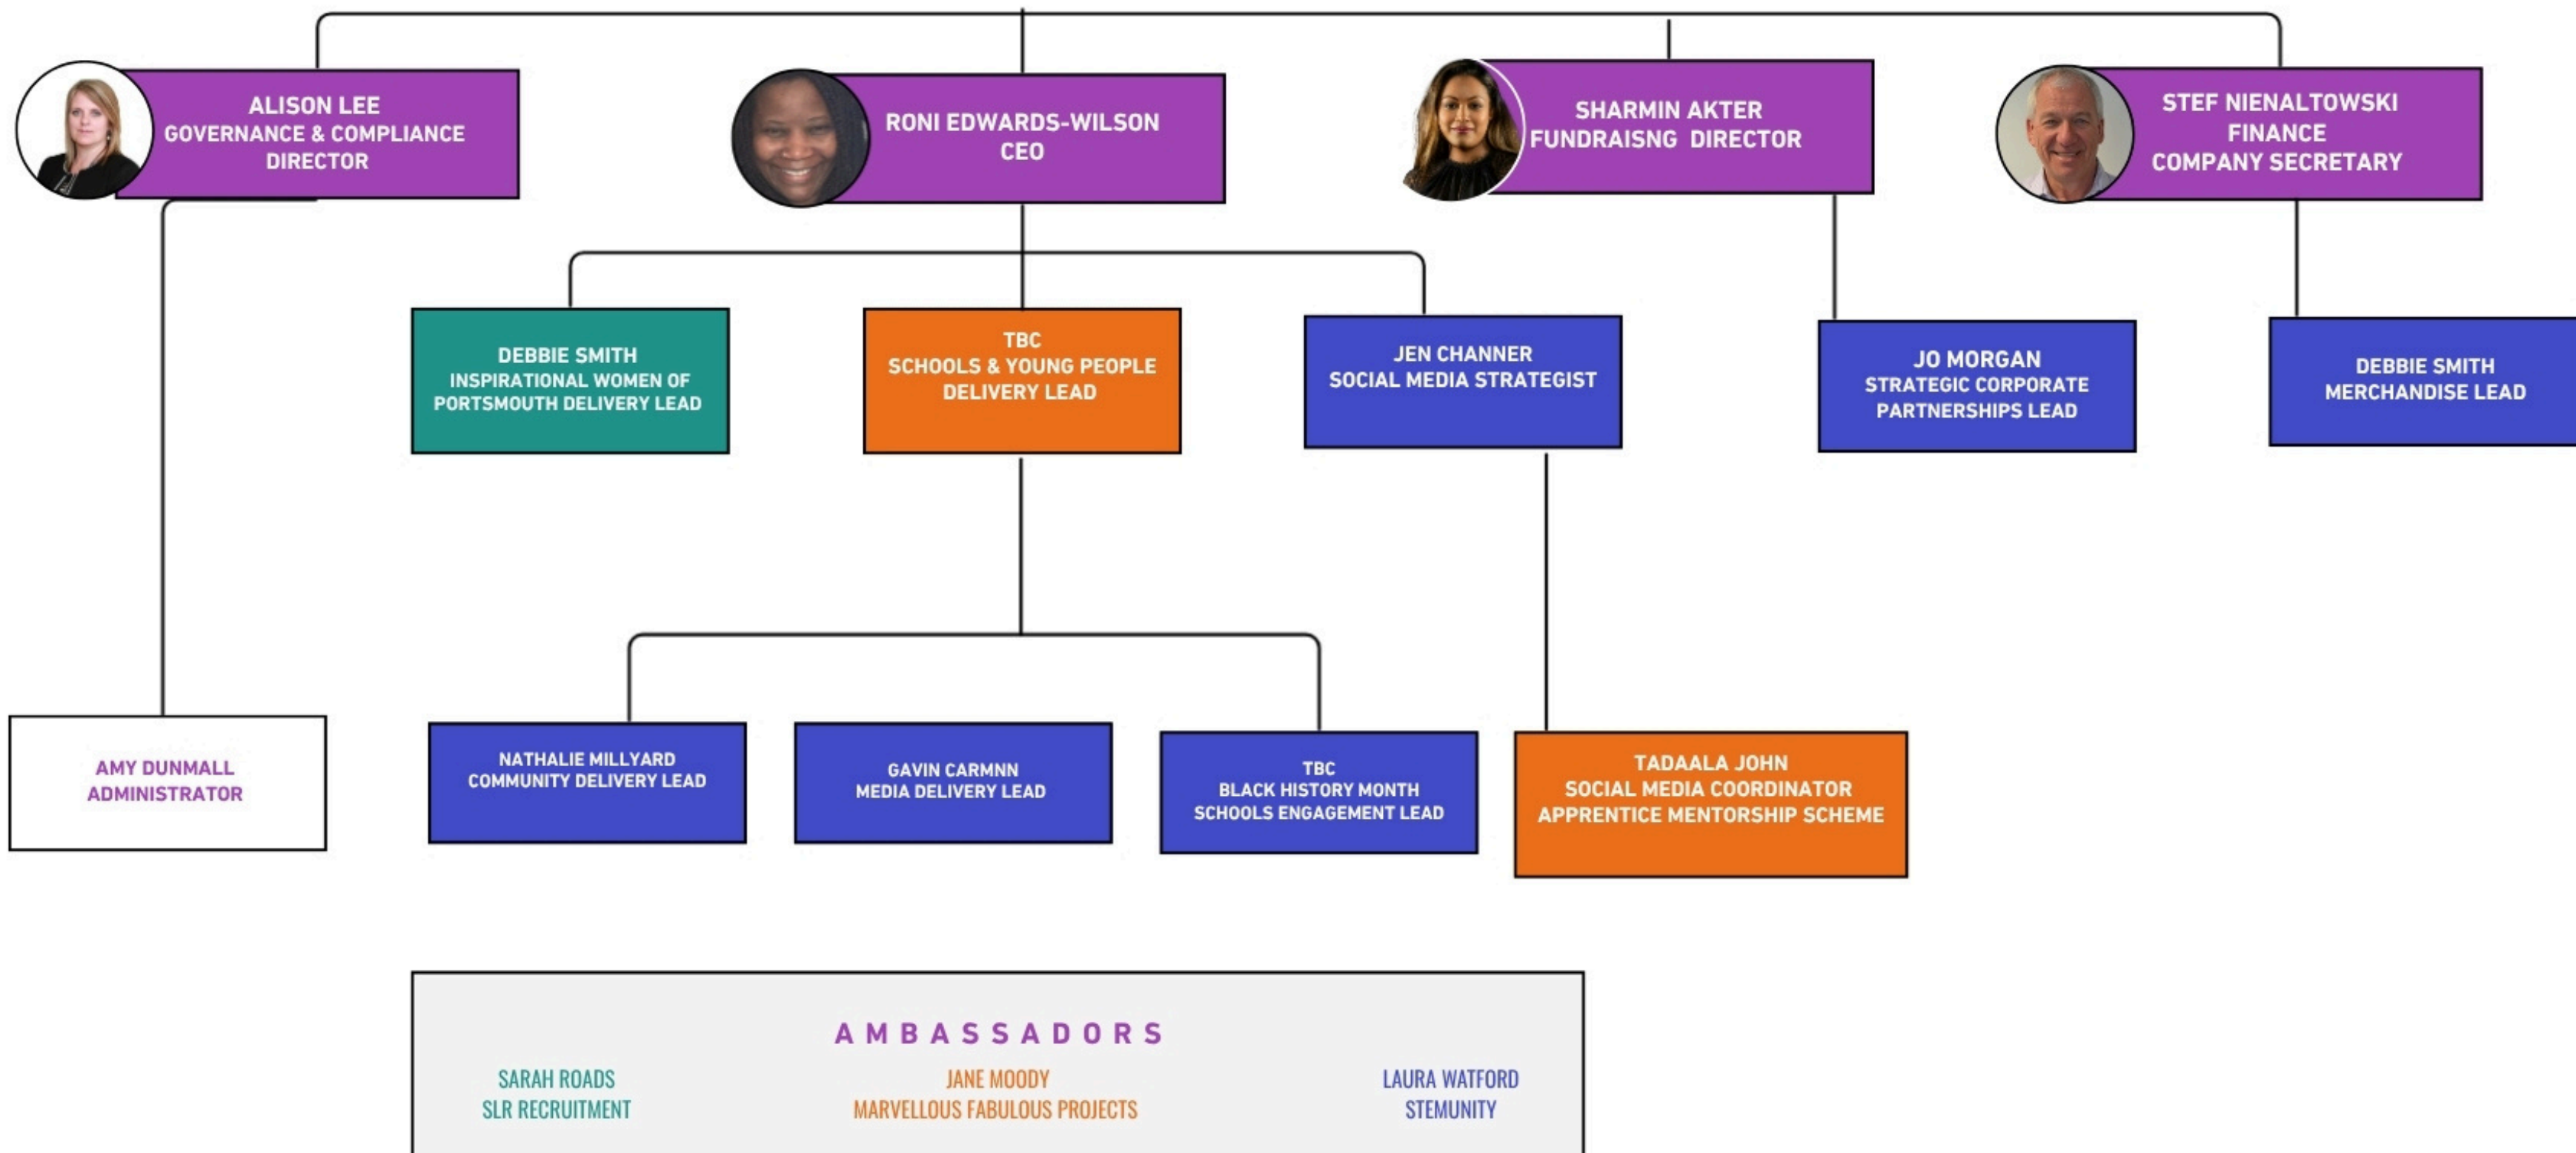 ALISON LEE
GOVERNANCE & COMPLIANCE
DIRECTOR
RONI EDWARDS-WILSON
CEO
SHARMIN AKTER
FUNDRAISNG DIRECTOR
STEF NIENALTOWSKI
FINANCE
COMPANY SECRETARY
DEBBIE SMITH
INSPIRATIONAL WOMEN OF
PORTSMOUTH DELIVERY LEAD
TBC
SCHOOLS & YOUNG PEOPLE
DELIVERY LEAD
JEN CHANNER
SOCIAL MEDIA STRATEGIST
JO MORGAN
STRATEGIC CORPORATE
PARTNERSHIPS LEAD
DEBBIE SMITH
MERCHANDISE LEAD
AMY DUNMALL
ADMINISTRATOR
NATHALIE MILLYARD
COMMUNITY DELIVERY LEAD
GAVIN CARMNN
MEDIA DELIVERY LEAD
TBC
BLACK HISTORY MONTH
SCHOOLS ENGAGEMENT LEAD
TADAALA JOHN
SOCIAL MEDIA COORDINATOR
APPRENTICE MENTORSHIP SCHEME
AMBASSADORS
SARAH ROADS
SLR RECRUITMENT
JANE MOODY
MARVELLOUS FABULOUS PROJECTS
LAURA WATFORD
STEMUNITY